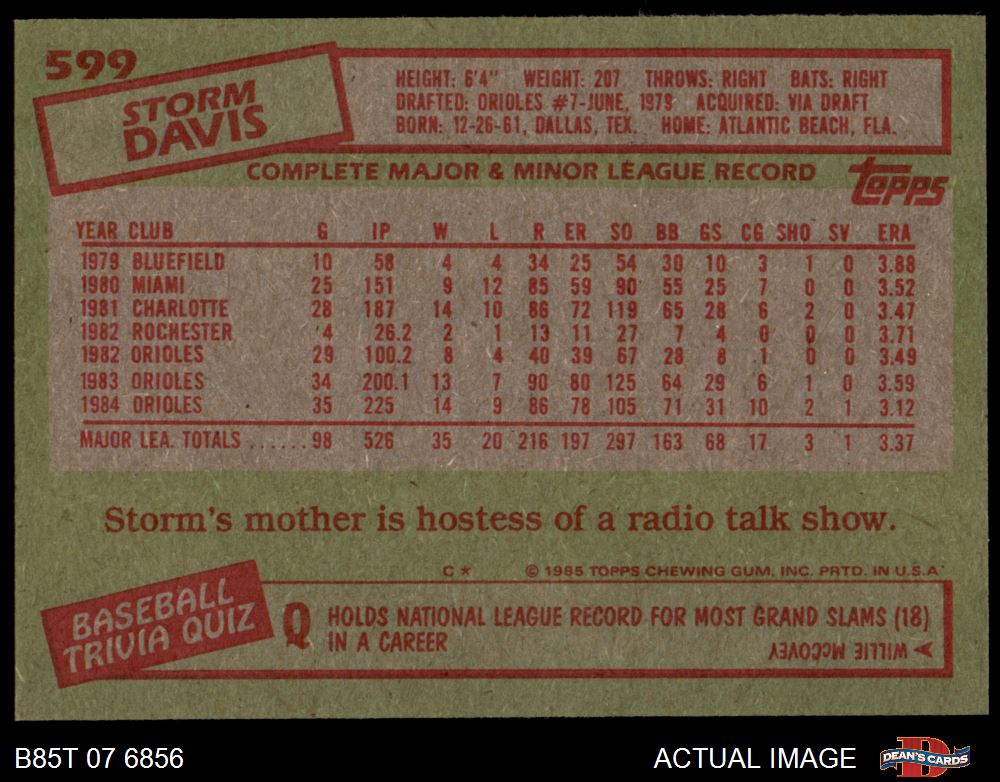 599
STORM
DAVIS
HEIGHT: 6'4" WEIGHT: 207 THROWS: RIGHT BATS: RIGHT
DRAFTED: ORIOLES #7-JUNE, 1979 ACQUIRED: VIA DRAFT
BORN: 12-26-61, DALLAS, TEX. HOME: ATLANTIC BEACH, FLA.
COMPLETE MAJOR & MINOR LEAGUE RECORD
topps
YEAR CLUB G IP W L R ER SO BB GS CG SHO SV ERA
1979 BLUEFIELD 10 58 4 4 34 25 54 30 10 3 1 0 3.88
1980 MIAMI 25 151 9 12 85 59 90 55 25 7 0 0 3.52
1981 CHARLOTTE 28 187 14 10 86 72 119 65 28 6 2 0 3.47
1982 ROCHESTER 4 26.2 2 1 13 11 27 7 4 0 0 0 3.71
1982 ORIOLES 29 100.2 8 4 40 39 67 28 8 1 0 0 3.49
1983 ORIOLES 34 200.1 13 7 90 80 125 64 29 6 1 0 3.59
1984 ORIOLES 35 225 14 9 86 78 105 71 31 10 2 1 3.12
MAJOR LEA. TOTALS ...... 98 526 35 20 216 197 297 163 68 17 3 1 3.37
Storm's mother is hostess of a radio talk show.
C* © 1985 TOPPS CHEWING GUM, INC. PRTD. IN U.S.A.
BASEBALL
TRIVIA QUIZ
Q HOLDS NATIONAL LEAGUE RECORD FOR MOST GRAND SLAMS (18)
IN A CAREER
WILLIE McCOVEY
B85T 07 6856
ACTUAL IMAGE
DEAN'S CARDS